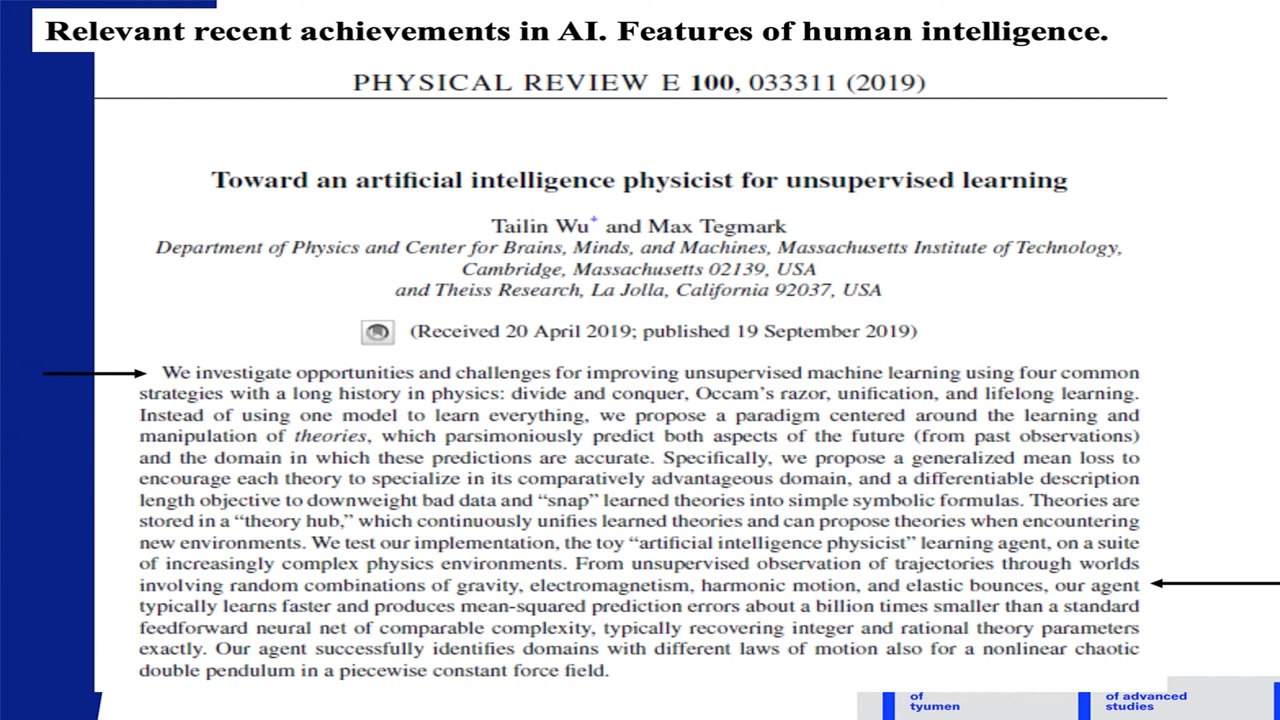 Relevant recent achievements in AI. Features of human intelligence.
PHYSICAL REVIEW E 100, 033311 (2019)
Toward an artificial intelligence physicist for unsupervised learning
Tailin Wu* and Max Tegmark
Department of Physics and Center for Brains, Minds, and Machines, Massachusetts Institute of Technology,
Cambridge, Massachusetts 02139, USA
and Theiss Research, La Jolla, California 92037, USA
(Received 20 April 2019; published 19 September 2019)
We investigate opportunities and challenges for improving unsupervised machine learning using four common
strategies with a long history in physics: divide and conquer, Occam's razor, unification, and lifelong learning.
Instead of using one model to learn everything, we propose a paradigm centered around the learning and
manipulation of theories, which parsimoniously predict both aspects of the future (from past observations)
and the domain in which these predictions are accurate. Specifically, we propose a generalized mean loss to
encourage each theory to specialize in its comparatively advantageous domain, and a differentiable description
length objective to downweight bad data and “snap” learned theories into simple symbolic formulas. Theories are
stored in a “theory hub,” which continuously unifies learned theories and can propose theories when encountering
new environments. We test our implementation, the toy “artificial intelligence physicist” learning agent, on a suite
of increasingly complex physics environments. From unsupervised observation of trajectories through worlds
involving random combinations of gravity, electromagnetism, harmonic motion, and elastic bounces, our agent
typically learns faster and produces mean-squared prediction errors about a billion times smaller than a standard
feedforward neural net of comparable complexity, typically recovering integer and rational theory parameters
exactly. Our agent successfully identifies domains with different laws of motion also for a nonlinear chaotic
double pendulum in a piecewise constant force field.
of
tyumen
of advanced
studies